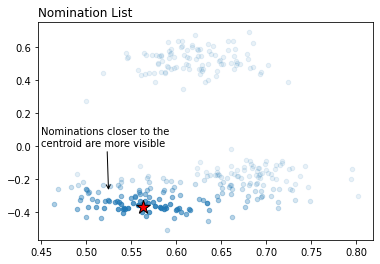 Nomination List
0.6
0.4
0.2
0.0
−0.2
−0.4
Nominations closer to the
centroid are more visible
0.45 0.50 0.55 0.60 0.65 0.70 0.75 0.80